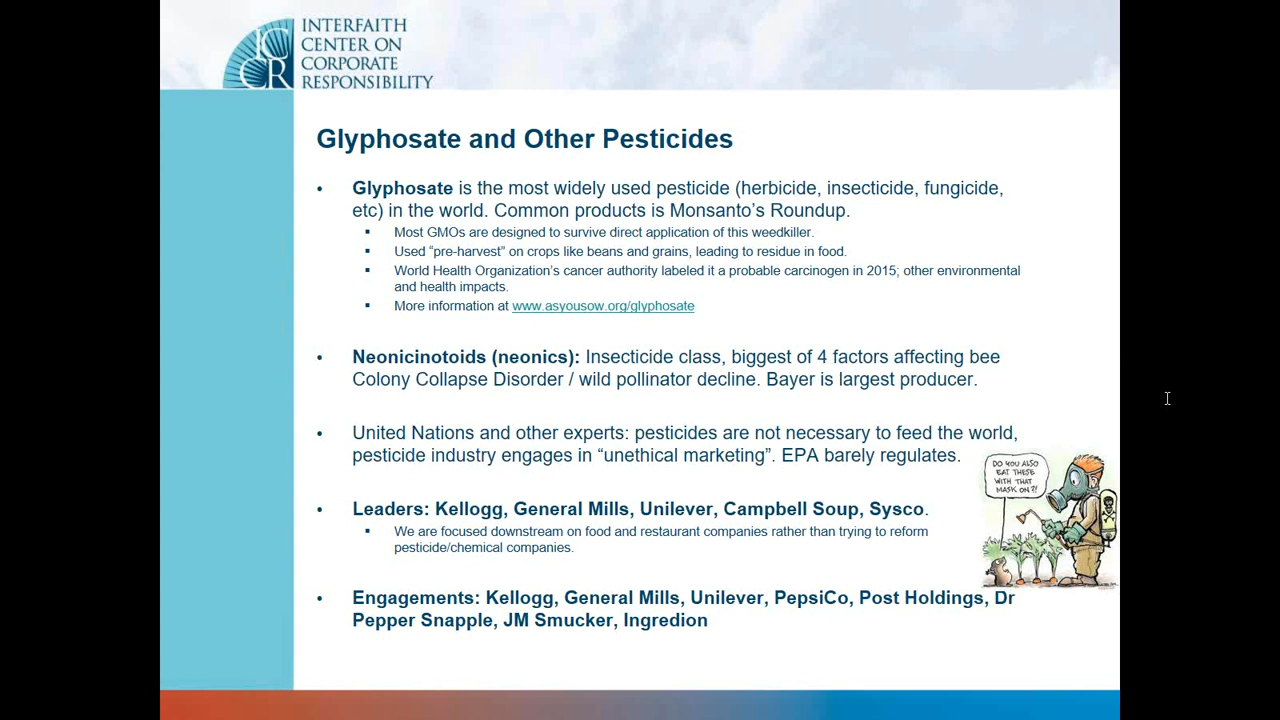 INTERFAITH
CENTER ON
CORPORATE
RESPONSIBILITY
ICCR
Glyphosate and Other Pesticides
• Glyphosate is the most widely used pesticide (herbicide, insecticide, fungicide,
etc) in the world. Common products is Monsanto's Roundup.
▪ Most GMOs are designed to survive direct application of this weedkiller.
▪ Used “pre-harvest” on crops like beans and grains, leading to residue in food.
▪ World Health Organization's cancer authority labeled it a probable carcinogen in 2015; other environmental
and health impacts.
▪ More information at www.asyousow.org/glyphosate
• Neonicinotoids (neonics): Insecticide class, biggest of 4 factors affecting bee
Colony Collapse Disorder / wild pollinator decline. Bayer is largest producer.
• United Nations and other experts: pesticides are not necessary to feed the world,
pesticide industry engages in “unethical marketing”. EPA barely regulates.
DO YOU ALSO
EAT THESE
WITH THAT
MASK ON?!
• Leaders: Kellogg, General Mills, Unilever, Campbell Soup, Sysco.
▪ We are focused downstream on food and restaurant companies rather than trying to reform
pesticide/chemical companies.
• Engagements: Kellogg, General Mills, Unilever, PepsiCo, Post Holdings, Dr
Pepper Snapple, JM Smucker, Ingredion